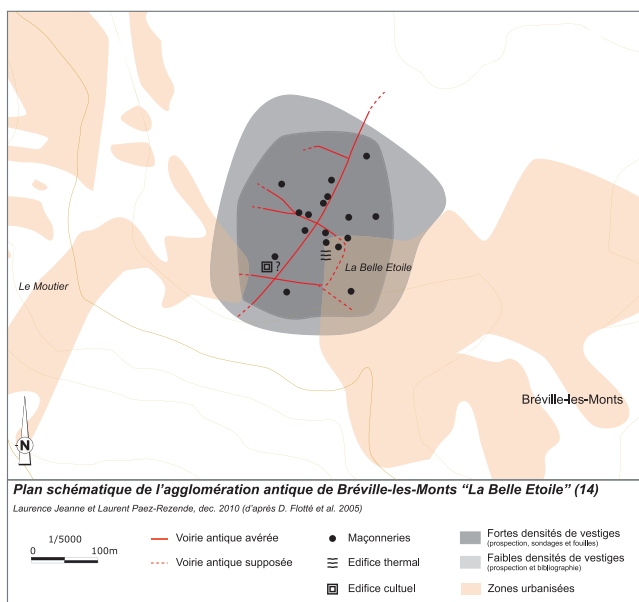 La Belle Etoile
?
Le Moutier
Bréville-les-Monts
N
Plan schématique de l'agglomération antique de Bréville-les-Monts "La Belle Etoile" (14)
Laurence Jeanne et Laurent Paez-Rezende, dec. 2010 (d'après D. Flotté et al. 2005)
1/5000
0 100m
Voirie antique avérée
Voirie antique supposée
Maçonneries
Edifice thermal
Edifice cultuel
Fortes densités de vestiges
(prospection, sondages et fouilles)
Faibles densités de vestiges
(prospection et bibliographie)
Zones urbanisées